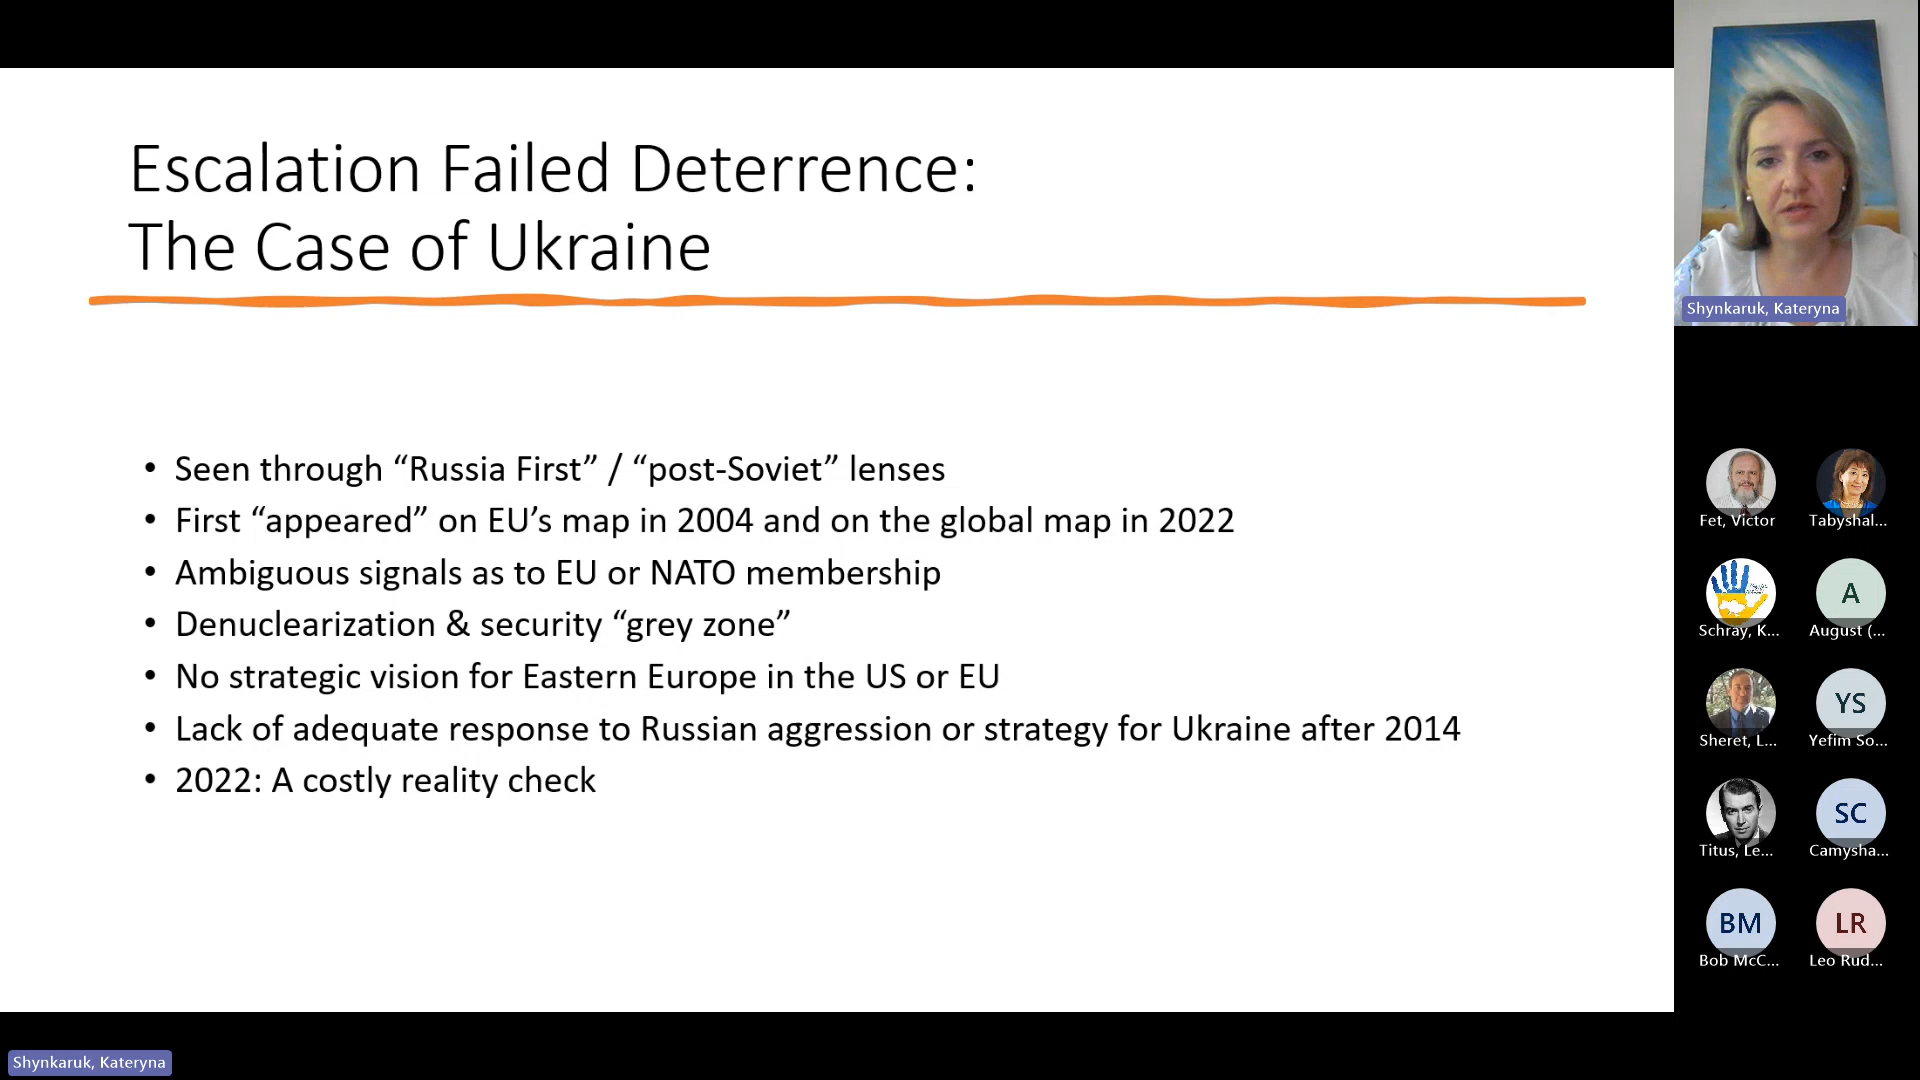 Escalation Failed Deterrence:
The Case of Ukraine
• Seen through “Russia First” / “post-Soviet” lenses
• First “appeared” on EU’s map in 2004 and on the global map in 2022
• Ambiguous signals as to EU or NATO membership
• Denuclearization & security “grey zone”
• No strategic vision for Eastern Europe in the US or EU
• Lack of adequate response to Russian aggression or strategy for Ukraine after 2014
• 2022: A costly reality check
Shynkaruk, Kateryna
Fet, Victor
Tabyshal...
Schray, K...
A
August (...
Sheret, L...
YS
Yefim So...
Titus, Le...
SC
Camysha...
BM
Bob McC...
LR
Leo Rud...
Shynkaruk, Kateryna